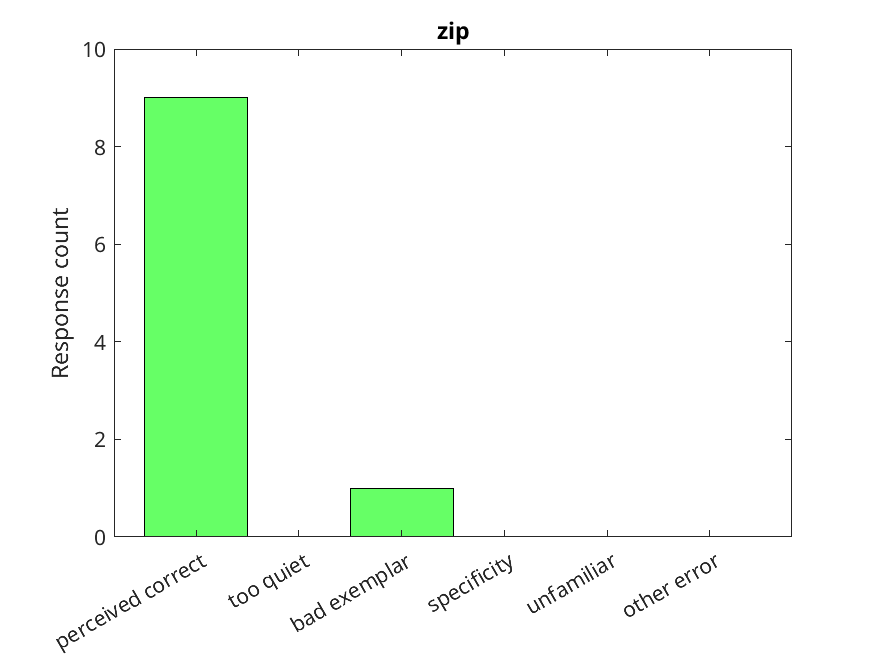 zip
10
8
6
4
2
0
Response count
perceived correct
too quiet
bad exemplar
specificity
unfamiliar
other error